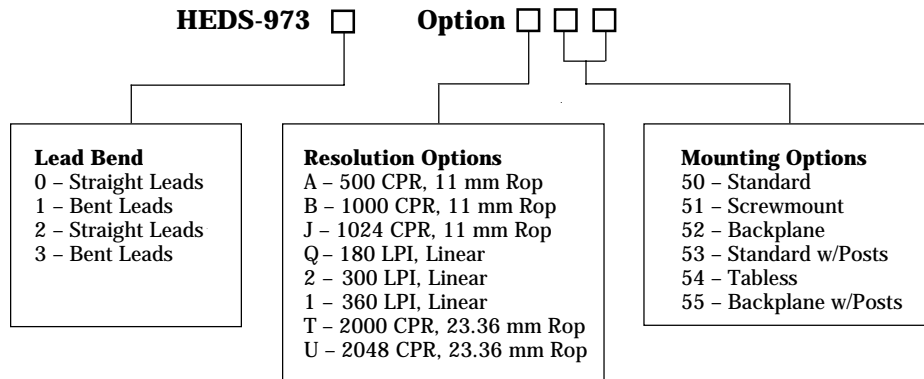 HEDS-973 Option
Lead Bend
0 – Straight Leads
1 – Bent Leads
2 – Straight Leads
3 – Bent Leads
Resolution Options
A – 500 CPR, 11 mm Rop
B – 1000 CPR, 11 mm Rop
J – 1024 CPR, 11 mm Rop
Q – 180 LPI, Linear
2 – 300 LPI, Linear
1 – 360 LPI, Linear
T – 2000 CPR, 23.36 mm Rop
U – 2048 CPR, 23.36 mm Rop
Mounting Options
50 – Standard
51 – Screwmount
52 – Backplane
53 – Standard w/Posts
54 – Tabless
55 – Backplane w/Posts